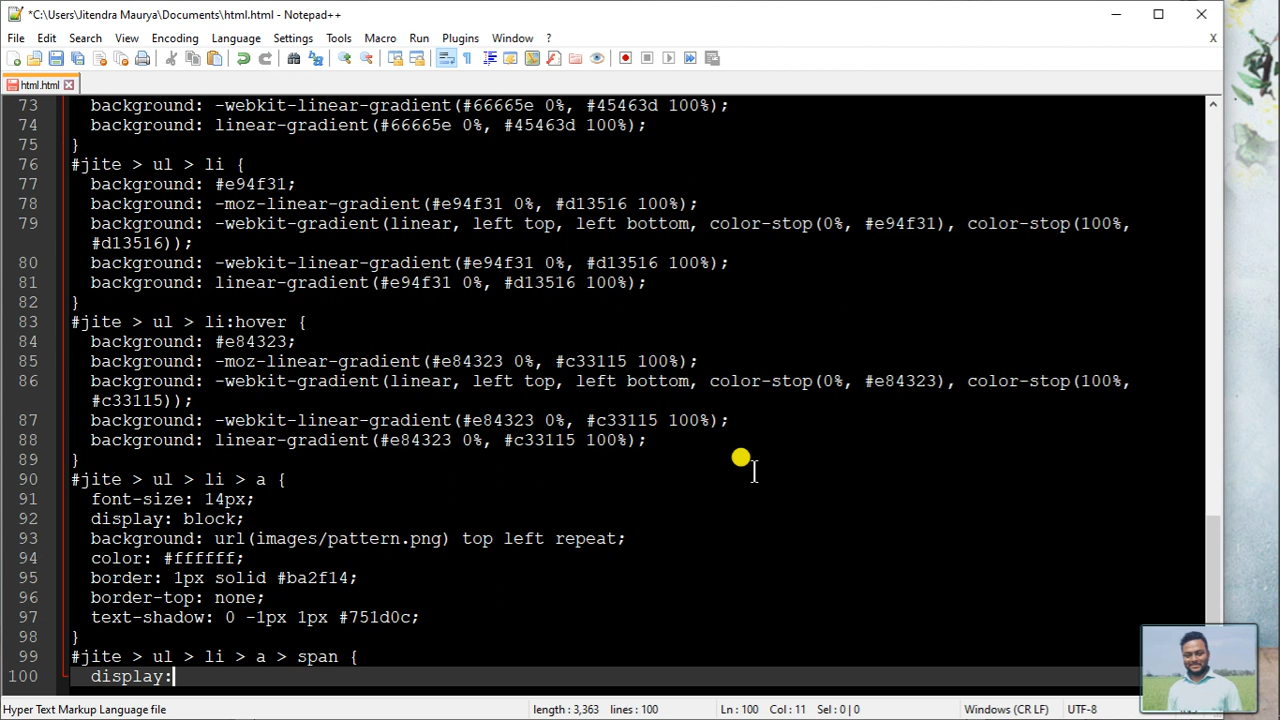 *C:\Users\Jitendra Maurya\Documents\html.html - Notepad++
File Edit Search View Encoding Language Settings Tools Macro Run Plugins Window ? X
html.html
73 background: -webkit-linear-gradient(#66665e 0%, #45463d 100%);
74 background: linear-gradient(#66665e 0%, #45463d 100%);
75 }
76 #jite > ul > li {
77 background: #e94f31;
78 background: -moz-linear-gradient(#e94f31 0%, #d13516 100%);
79 background: -webkit-gradient(linear, left top, left bottom, color-stop(0%, #e94f31), color-stop(100%,
#d13516));
80 background: -webkit-linear-gradient(#e94f31 0%, #d13516 100%);
81 background: linear-gradient(#e94f31 0%, #d13516 100%);
82 }
83 #jite > ul > li:hover {
84 background: #e84323;
85 background: -moz-linear-gradient(#e84323 0%, #c33115 100%);
86 background: -webkit-gradient(linear, left top, left bottom, color-stop(0%, #e84323), color-stop(100%,
#c33115));
87 background: -webkit-linear-gradient(#e84323 0%, #c33115 100%);
88 background: linear-gradient(#e84323 0%, #c33115 100%);
89 }
90 #jite > ul > li > a {
91 font-size: 14px;
92 display: block;
93 background: url(images/pattern.png) top left repeat;
94 color: #ffffff;
95 border: 1px solid #ba2f14;
96 border-top: none;
97 text-shadow: 0 -1px 1px #751d0c;
98 }
99 #jite > ul > li > a > span {
100 display:
Hyper Text Markup Language file length : 3,363 lines : 100 Ln : 100 Col : 11 Sel : 0 | 0 Windows (CR LF) UTF-8